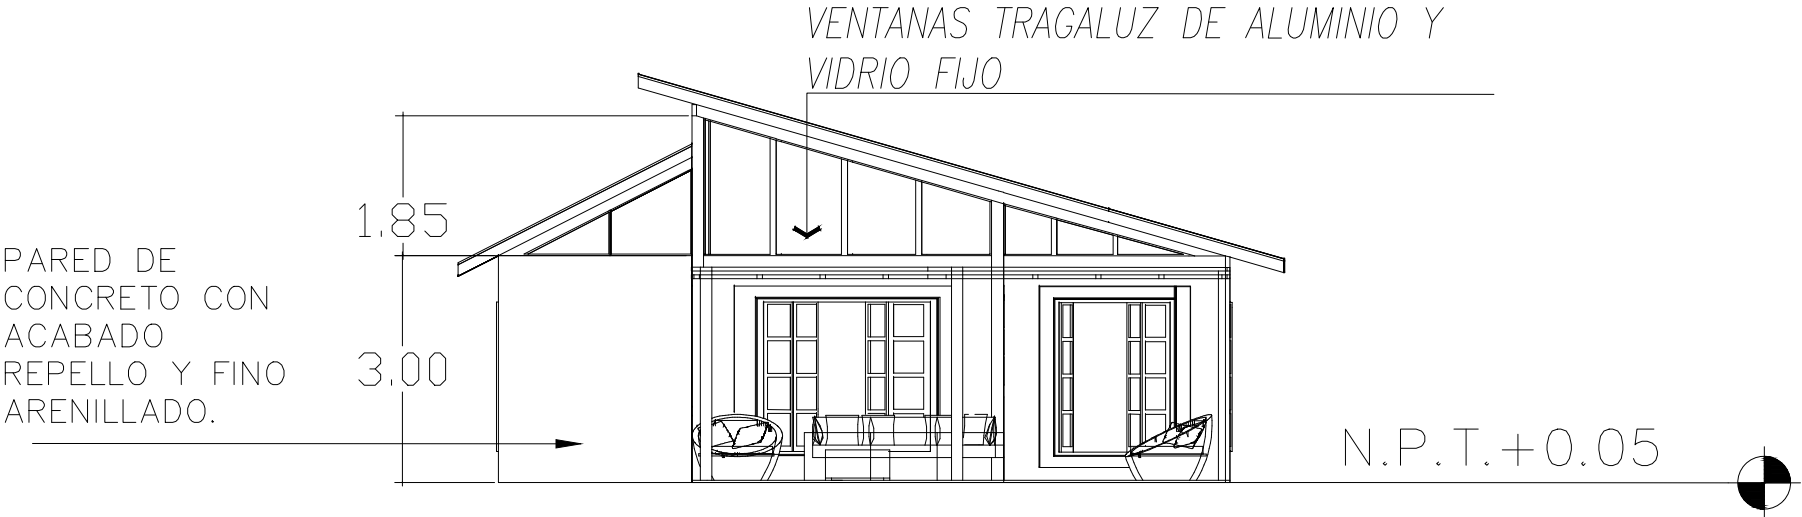 VENTANAS TRAGALUZ DE ALUMINIO Y
VIDRIO FIJO
1.85
PARED DE
CONCRETO CON
ACABADO
REPELLO Y FINO
ARENILLADO.
3.00
N.P.T.+0.05